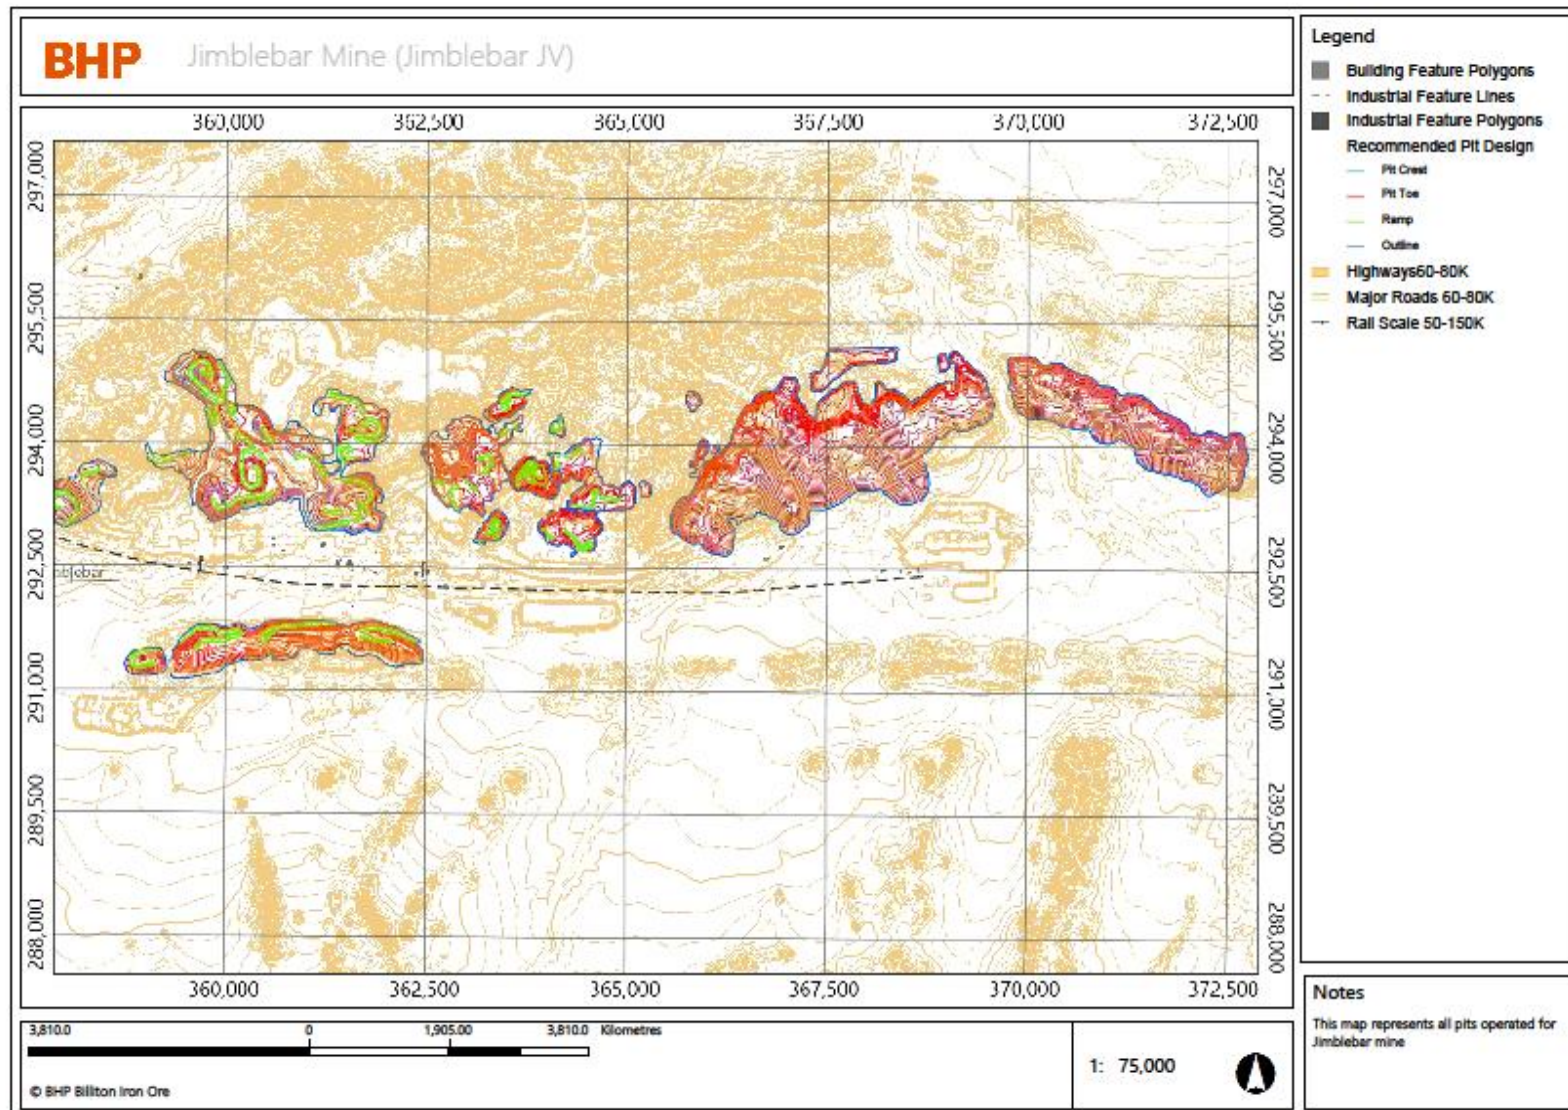 BHP
Jimblebar Mine (Jimblebar JV)
360,000 362,500 365,000 367,500 370,000 372,500
297,000
295,500
294,000
292,500
291,000
289,500
288,000
297,000
295,500
294,000
292,500
291,000
289,500
288,000
360,000 362,500 365,000 367,500 370,000 372,500
3,810.0 0 1,905.00 3,810.0 Kilometres
© BHP Billiton Iron Ore
1: 75,000
Legend
Building Feature Polygons
Industrial Feature Lines
Industrial Feature Polygons
Recommended Pit Design
Pit Crest
Pit Toe
Ramp
Outline
Highways60-80K
Major Roads 60-80K
Rail Scale 50-150K
Notes
This map represents all pits operated for
Jimblebar mine